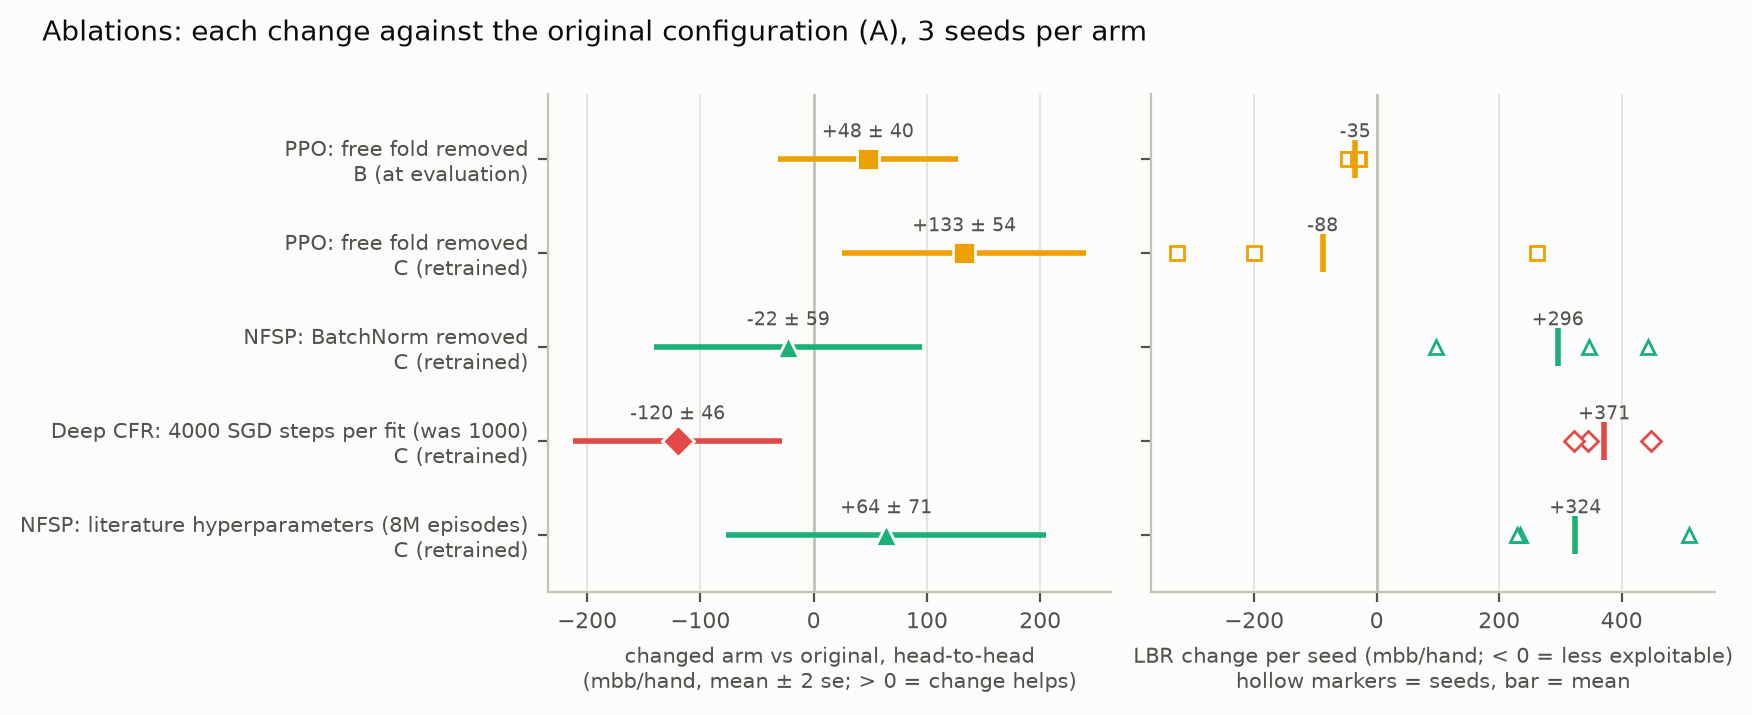 Ablations: each change against the original configuration (A), 3 seeds per arm
PPO: free fold removed
B (at evaluation)
+48 ± 40
-35
PPO: free fold removed
C (retrained)
+133 ± 54
-88
NFSP: BatchNorm removed
C (retrained)
-22 ± 59
+296
Deep CFR: 4000 SGD steps per fit (was 1000)
C (retrained)
-120 ± 46
+371
NFSP: literature hyperparameters (8M episodes)
C (retrained)
+64 ± 71
+324
−200 −100 0 100 200
changed arm vs original, head-to-head
(mbb/hand, mean ± 2 se; > 0 = change helps)
−200 0 200 400
LBR change per seed (mbb/hand; < 0 = less exploitable)
hollow markers = seeds, bar = mean